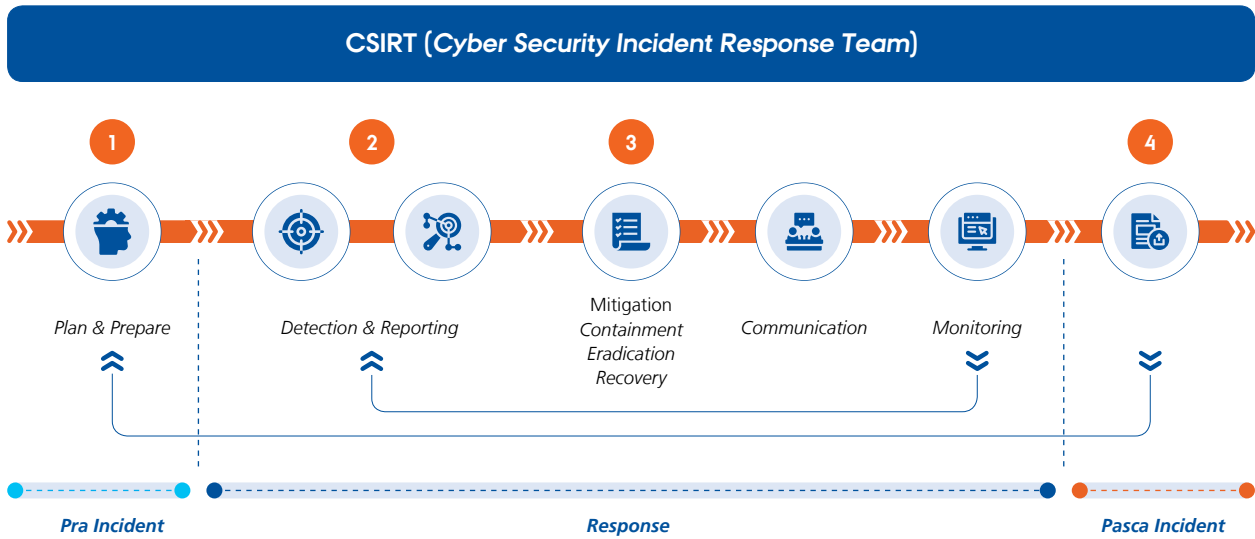 CSIRT (Cyber Security Incident Response Team)
1
2
3
4
Plan & Prepare
Detection & Reporting
Mitigation
Containment
Eradication
Recovery
Communication
Monitoring
Pra Incident
Response
Pasca Incident